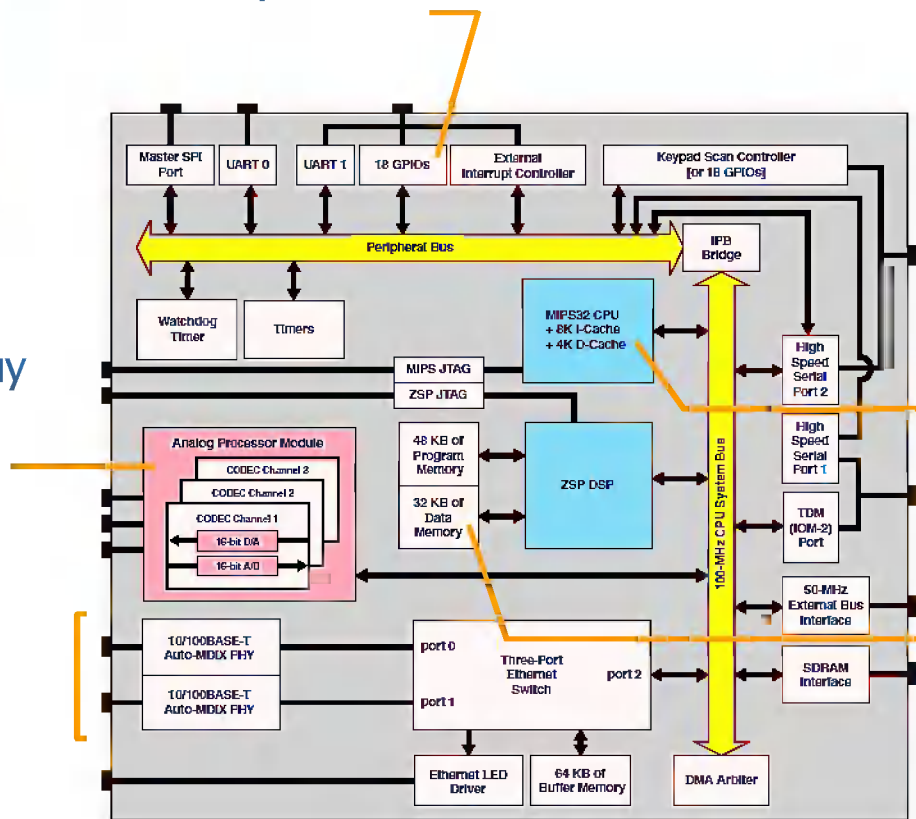 Master SPI
Port
UART 0
UART 1
18 GPIOs
External
Interrupt Controller
Keypad Scan Controller
[or 18 GPIOs]
Peripheral Bus
IPB
Bridge
Watchdog
Timer
Timers
MIPS32 CPU
+ 8K I-Cache
+ 4K D-Cache
High
Speed
Serial
Port 2
MIPS JTAG
ZSP JTAG
Analog Processor Module
CODEC Channel 3
CODEC Channel 2
CODEC Channel 1
16-bit D/A
16-bit A/D
48 KB of
Program
Memory
32 KB of
Data
Memory
ZSP DSP
100-MHz CPU System Bus
High
Speed
Serial
Port 1
TDM
(IOM-2)
Port
50-MHz
External Bus
Interface
10/100BASE-T
Auto-MDIX PHY
10/100BASE-T
Auto-MDIX PHY
port 0
Three-Port
Ethernet
Switch
port 2
port 1
SDRAM
Interface
Ethernet LED
Driver
64 KB of
Buffer Memory
DMA Arbiter